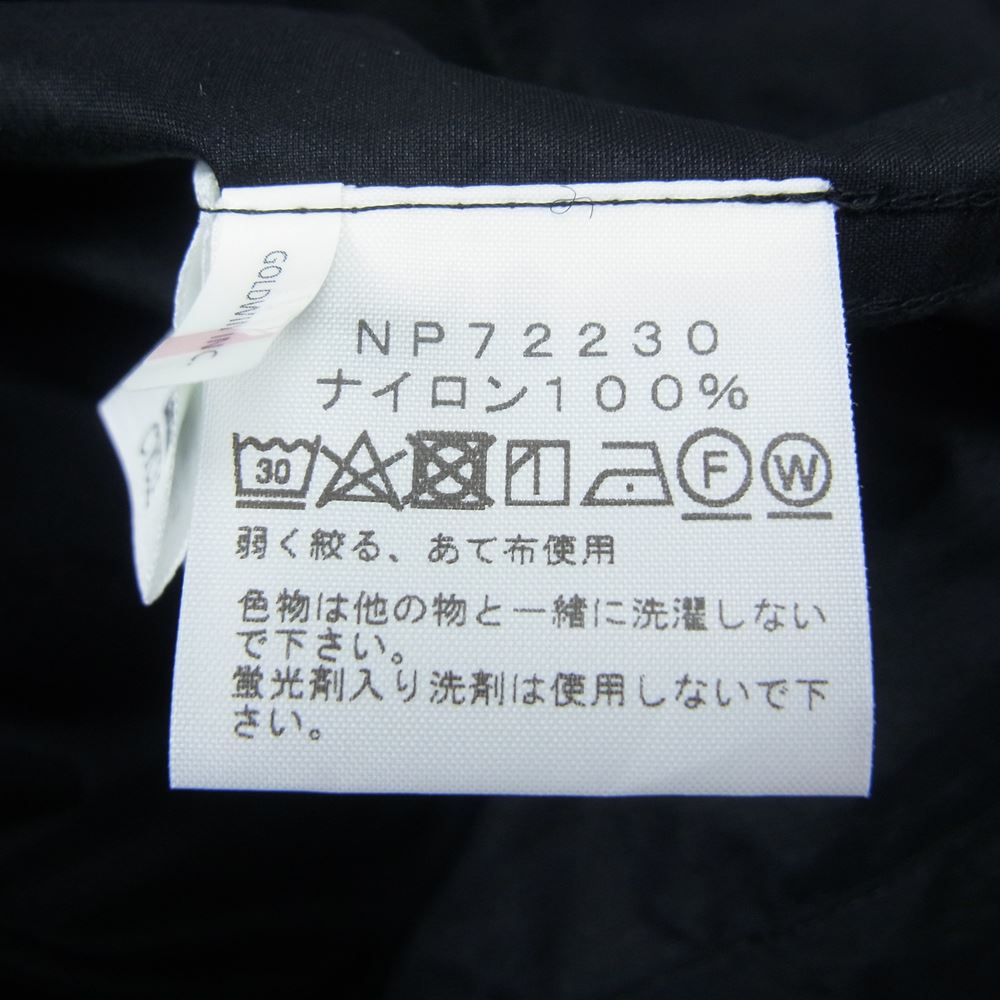 GOLDWIN INC.
NP72230
ナイロン100%
30 F W
弱く絞る、あて布使用
色物は他の物と一緒に洗濯しない
で下さい。
蛍光剤入り洗剤は使用しないで下
さい。